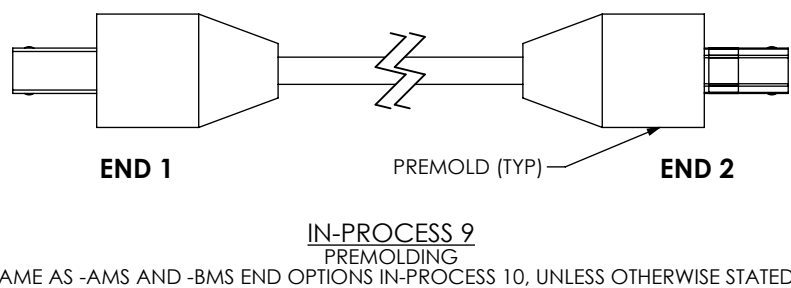 END 1
PREMOLD (TYP)
END 2
IN-PROCESS 9
PREMOLDING
AME AS -AMS AND -BMS END OPTIONS IN-PROCESS 10, UNLESS OTHERWISE STATED